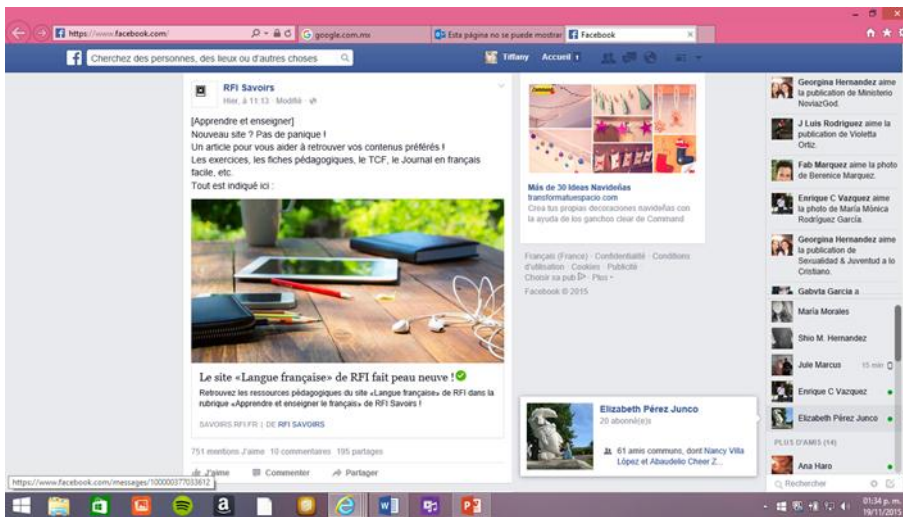 https://www.facebook.com/
google.com.mx
Esta página no se puede mostrar
Facebook
Cherchez des personnes, des lieux ou d'autres choses
Tiffany
Accueil 1
RFI Savoirs
Hier, à 11:13 · Modifié
[Apprendre et enseigner]
Nouveau site ? Pas de panique !
Un article pour vous aider à retrouver vos contenus préférés !
Les exercices, les fiches pédagogiques, le TCF, le Journal en français
facile, etc.
Tout est indiqué ici :
Le site «Langue française» de RFI fait peau neuve !
Retrouvez les ressources pédagogiques du site «Langue française» de RFI dans la
rubrique «Apprendre et enseigner le français» de RFI Savoirs !
SAVOIRS.RFI.FR | DE RFI SAVOIRS
751 mentions J'aime 10 commentaires 195 partages
J'aime Commenter Partager
https://www.facebook.com/messages/100000377033612
Más de 30 Ideas Navideñas
transformatuespacio.com
Crea tus propias decoraciones navideñas con
la ayuda de los ganchos clear de Command
Français (France) · Confidentialité · Conditions
d'utilisation · Cookies · Publicité
Choisir sa pub · Plus
Facebook © 2015
Elizabeth Pérez Junco
20 abonné(e)s
61 amis communs, dont Nancy Villa
López et Abaudelio Cheer Z...
Georgina Hernandez aime
la publication de Ministerio
NoviazGod.
J Luis Rodriguez aime la
publication de Violetta
Ortiz.
Fab Marquez aime la photo
de Berenice Marquez.
Enrique C Vazquez aime
la photo de María Mónica
Rodríguez García.
Georgina Hernandez aime
la publication de
Sexualidad & Juventud a lo
Cristiano.
Gabyta Garcia a
María Morales
Shio M. Hernandez
Jule Marcus 15 min
Enrique C Vazquez
Elizabeth Pérez Junco
PLUS D'AMIS (14)
Ana Haro
Rechercher
01:34 p. m.
19/11/2015